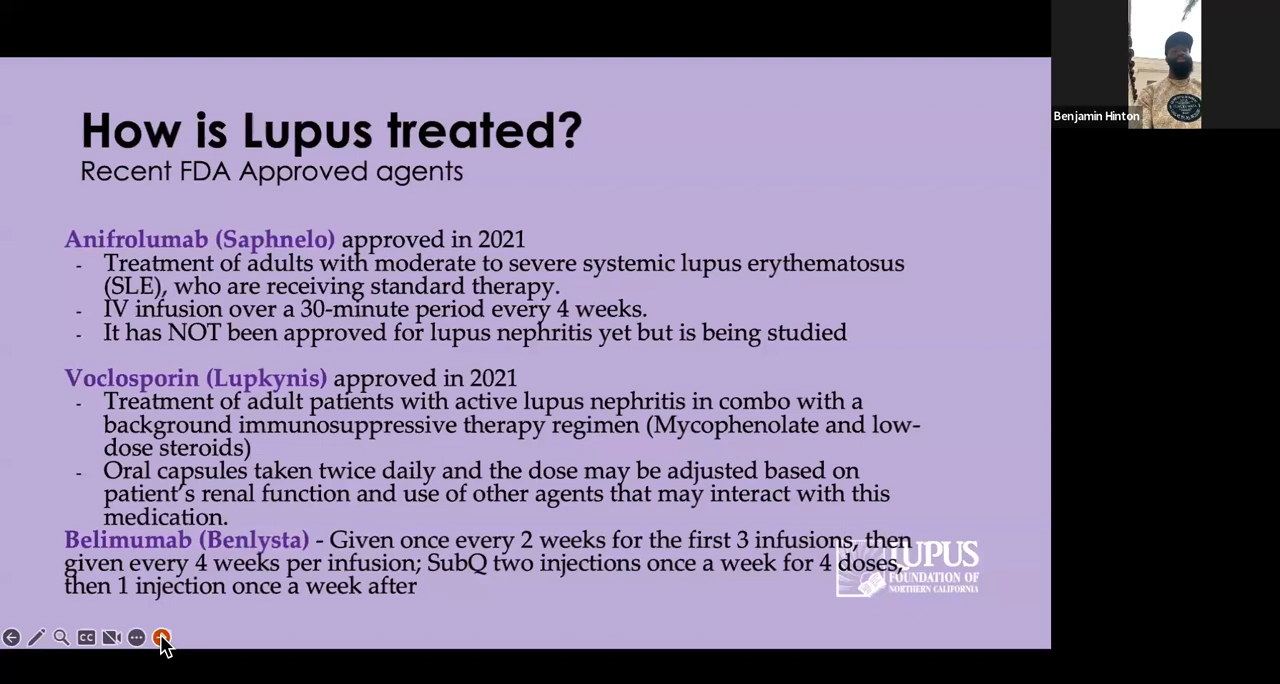 How is Lupus treated?
Recent FDA Approved agents
Anifrolumab (Saphnelo) approved in 2021
- Treatment of adults with moderate to severe systemic lupus erythematosus
(SLE), who are receiving standard therapy.
- IV infusion over a 30-minute period every 4 weeks.
- It has NOT been approved for lupus nephritis yet but is being studied
Voclosporin (Lupkynis) approved in 2021
- Treatment of adult patients with active lupus nephritis in combo with a
background immunosuppressive therapy regimen (Mycophenolate and low-
dose steroids)
- Oral capsules taken twice daily and the dose may be adjusted based on
patient's renal function and use of other agents that may interact with this
medication.
Belimumab (Benlysta) - Given once every 2 weeks for the first 3 infusions, then
given every 4 weeks per infusion; SubQ two injections once a week for 4 doses,
then 1 injection once a week after
LUPUS
FOUNDATION OF
NORTHERN CALIFORNIA
CC
Benjamin Hinton